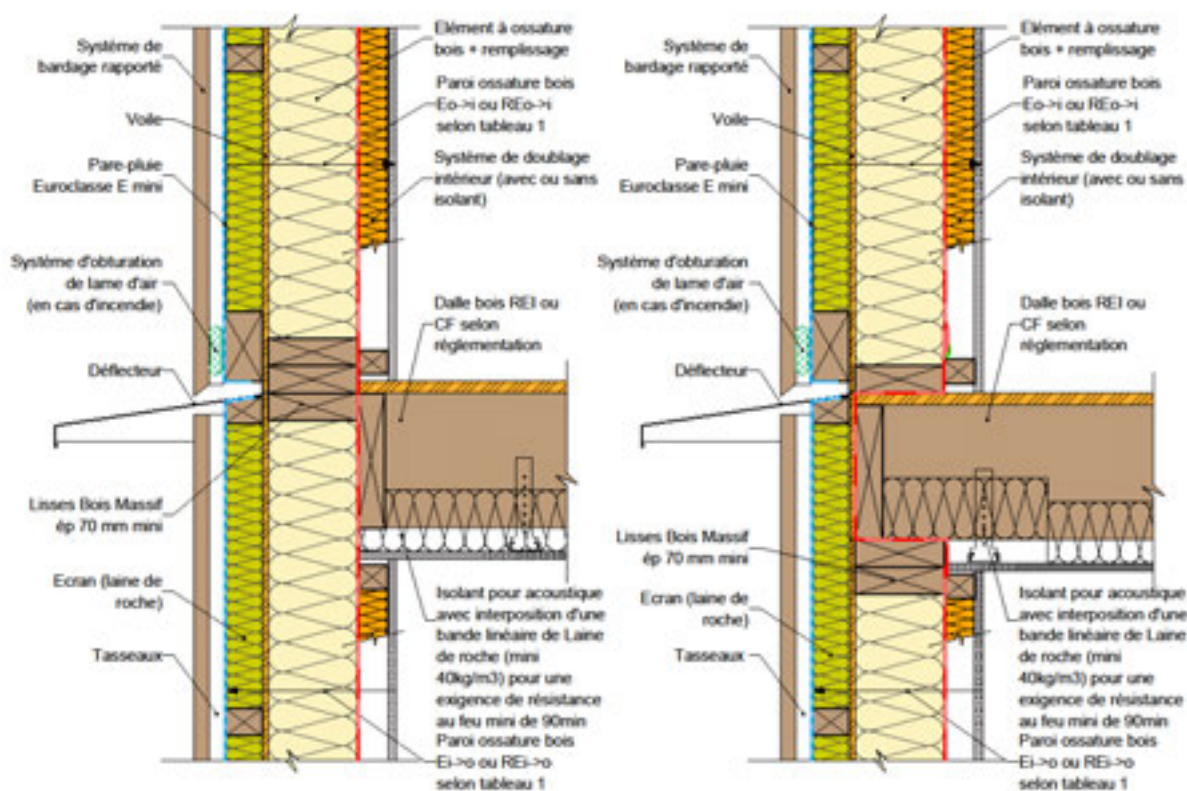 Système de
bardage rapporté
Voile
Pare-pluie
Euroclasse E mini
Système d'obturation
de lame d'air
(en cas d'incendie)
Déflecteur
Lisses Bois Massif
ép 70 mm mini
Ecran (laine de
roche)
Tasseaux
Elément à ossature
bois + remplissage
Paroi ossature bois
Eo->i ou REo->i
selon tableau 1
Système de doublage
intérieur (avec ou sans
isolant)
Dalle bois REI ou
CF selon
réglementation
Isolant pour acoustique
avec interposition d'une
bande linéaire de Laine
de roche (mini
40kg/m3) pour une
exigence de résistance
au feu mini de 90min
Paroi ossature bois
Ei->o ou REi->o
selon tableau 1
Système de
bardage rapporté
Voile
Pare-pluie
Euroclasse E mini
Système d'obturation
de lame d'air
(en cas d'incendie)
Déflecteur
Lisses Bois Massif
ép 70 mm mini
Ecran (laine de
roche)
Tasseaux
Elément à ossature
bois + remplissage
Paroi ossature bois
Eo->i ou REo->i
selon tableau 1
Système de doublage
intérieur (avec ou sans
isolant)
Dalle bois REI ou
CF selon
réglementation
Isolant pour acoustique
avec interposition d'une
bande linéaire de Laine
de roche (mini
40kg/m3) pour une
exigence de résistance
au feu mini de 90min
Paroi ossature bois
Ei->o ou REi->o
selon tableau 1